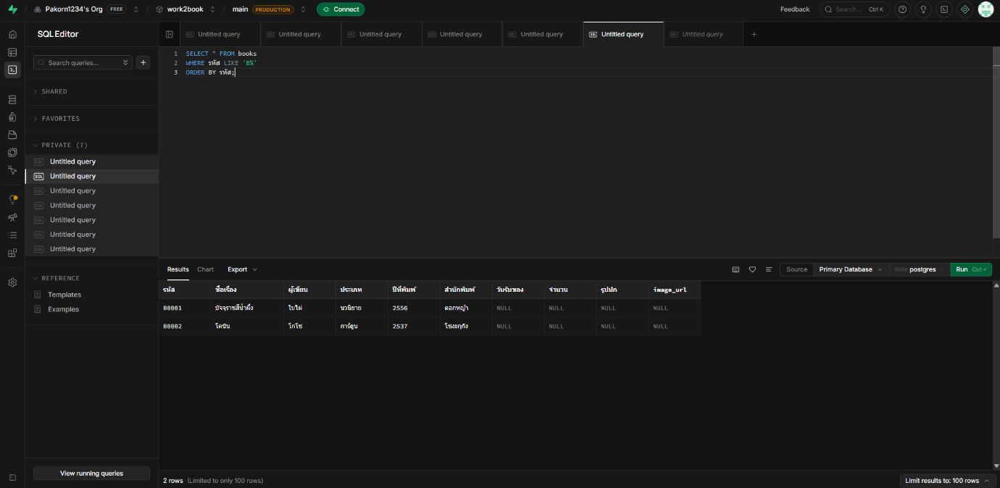 Pakorn1234's Org FREE work2book main PRODUCTION Connect Feedback Search... Ctrl K
SQL Editor
Untitled query Untitled query Untitled query Untitled query Untitled query Untitled query Untitled query
Search queries...
SHARED
FAVORITES
PRIVATE (7)
Untitled query
Untitled query
Untitled query
Untitled query
Untitled query
Untitled query
Untitled query
REFERENCE
Templates
Examples
View running queries
1 SELECT * FROM books
2 WHERE รหัส LIKE 'B%'
3 ORDER BY รหัส;
Results Chart Export Source Primary Database Role postgres Run Ctrl ↵
รหัส ชื่อเรื่อง ผู้เขียน ประเภท ปีที่พิมพ์ สำนักพิมพ์ วันรับของ จำนวน รูปปก image_url
B0001 มัจจุราชสีน้ำผึ้ง ใบไผ่ นวนิยาย 2556 ดอกหญ้า NULL NULL NULL NULL
B0002 โคนัน โกโช การ์ตูน 2537 โชงะกุกัง NULL NULL NULL NULL
2 rows (Limited to only 100 rows) Limit results to: 100 rows